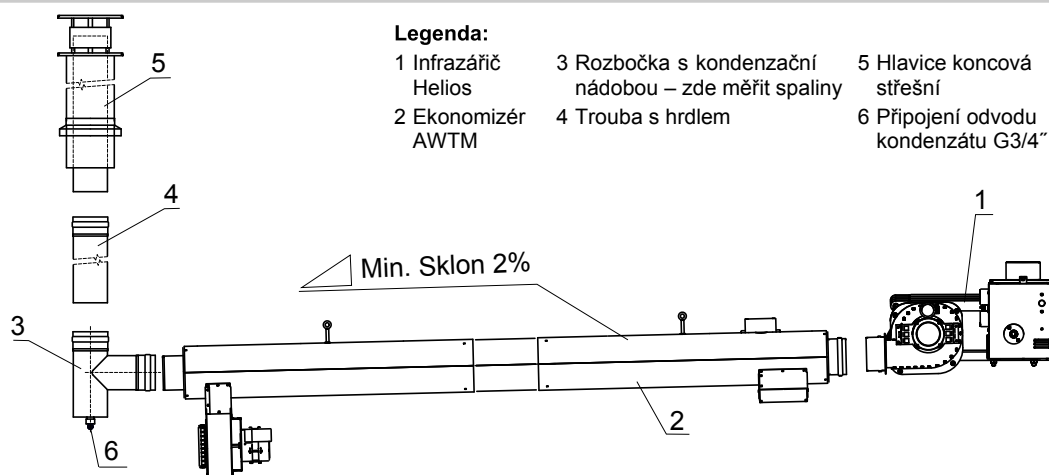 Legenda:
1 Infrazářič
Helios
2 Ekonomizér
AWTM
3 Rozbočka s kondenzační
nádobou – zde měřit spaliny
4 Trouba s hrdlem
5 Hlavice koncová
střešní
6 Připojení odvodu
kondenzátu G3/4˝
5
4
1
Min. Sklon 2%
3
2
6